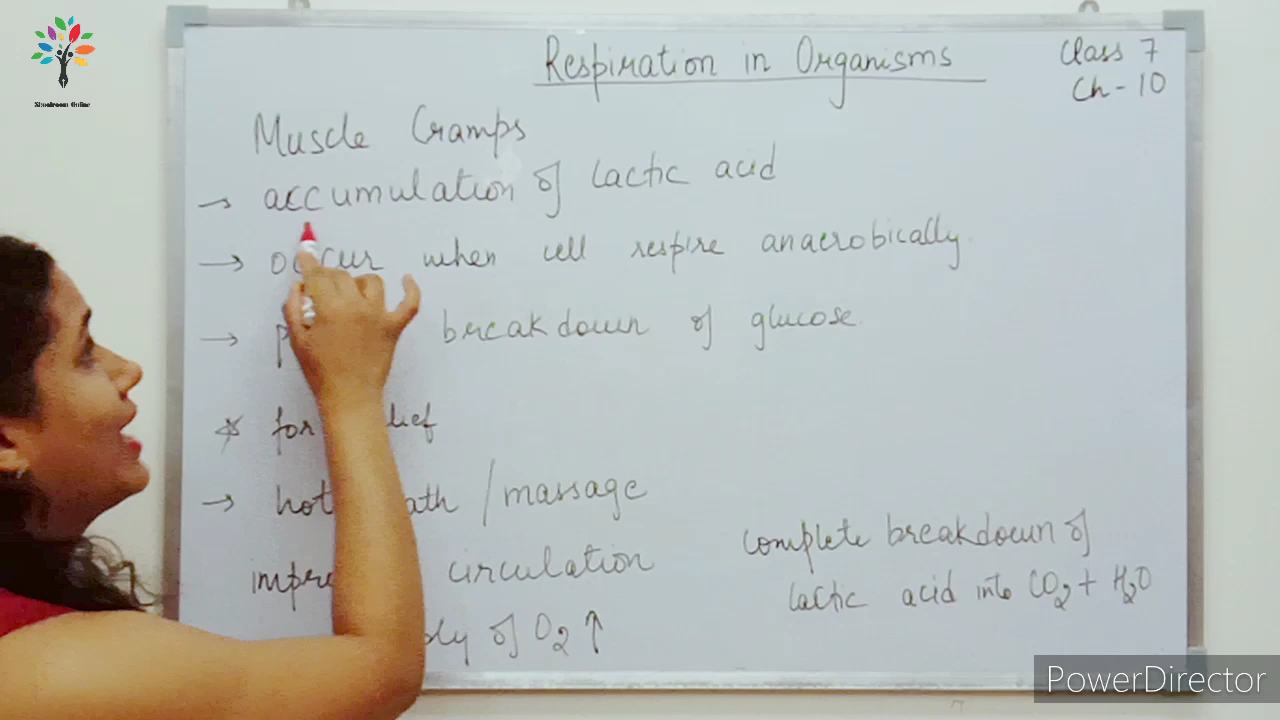 Respiration in Organisms
Class 7
Ch - 10
Muscle Cramps
→ accumulation of Lactic acid
→ occur when cell respire anaerobically.
→ breakdown of glucose.
☆ for
→ hot / massage
circulation
of O₂ ↑
complete breakdown of
lactic acid into CO₂ + H₂O
PowerDirector